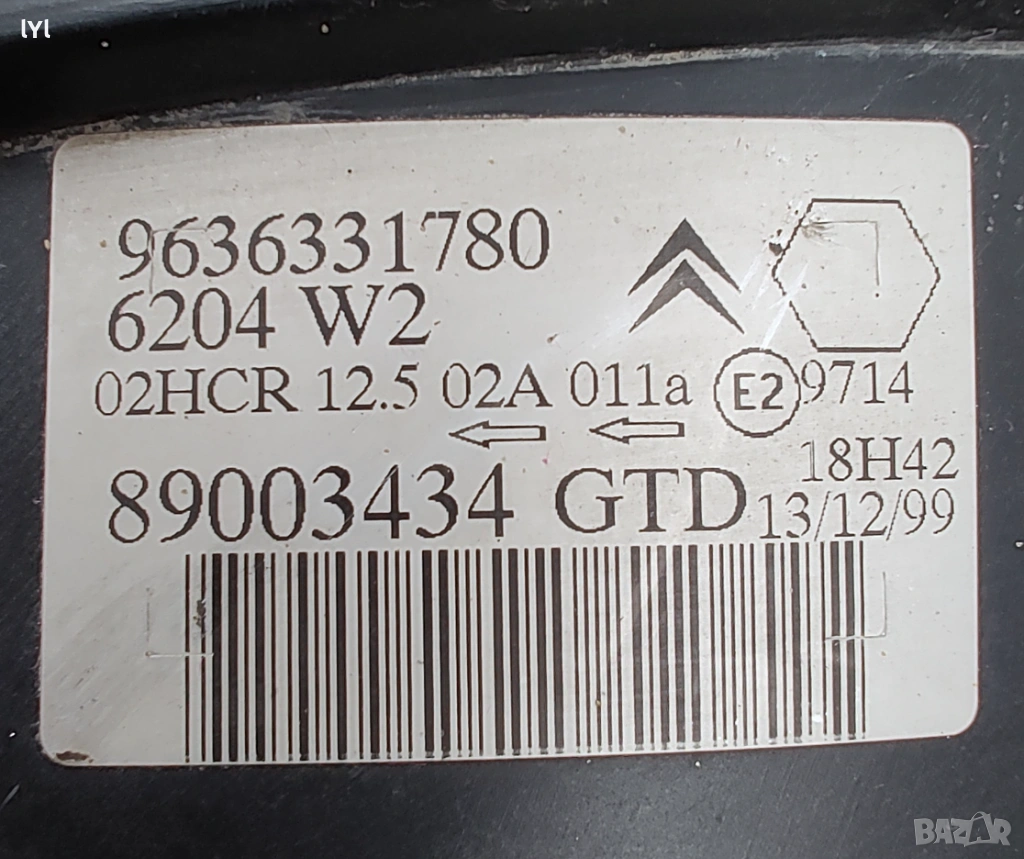 lYl
9636331780
6204 W2
02HCR 12.5 02A 011a E2 9714
18H42
89003434 GTD 13/12/99
BAZAR